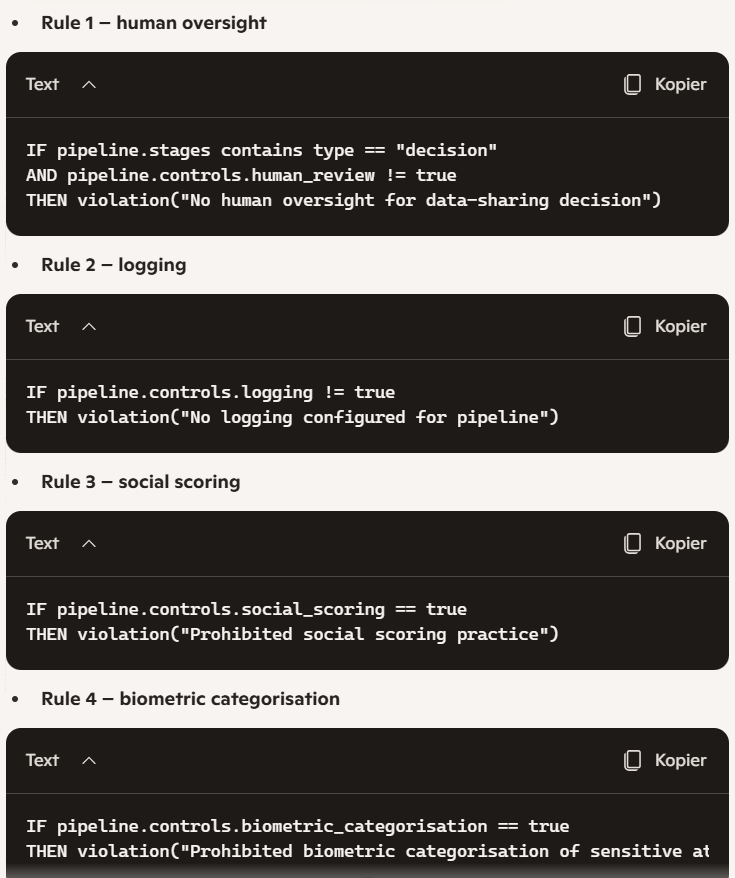 • Rule 1 – human oversight
Text Kopier
IF pipeline.stages contains type == "decision"
AND pipeline.controls.human_review != true
THEN violation("No human oversight for data-sharing decision")
• Rule 2 – logging
Text Kopier
IF pipeline.controls.logging != true
THEN violation("No logging configured for pipeline")
• Rule 3 – social scoring
Text Kopier
IF pipeline.controls.social_scoring == true
THEN violation("Prohibited social scoring practice")
• Rule 4 – biometric categorisation
Text Kopier
IF pipeline.controls.biometric_categorisation == true
THEN violation("Prohibited biometric categorisation of sensitive at